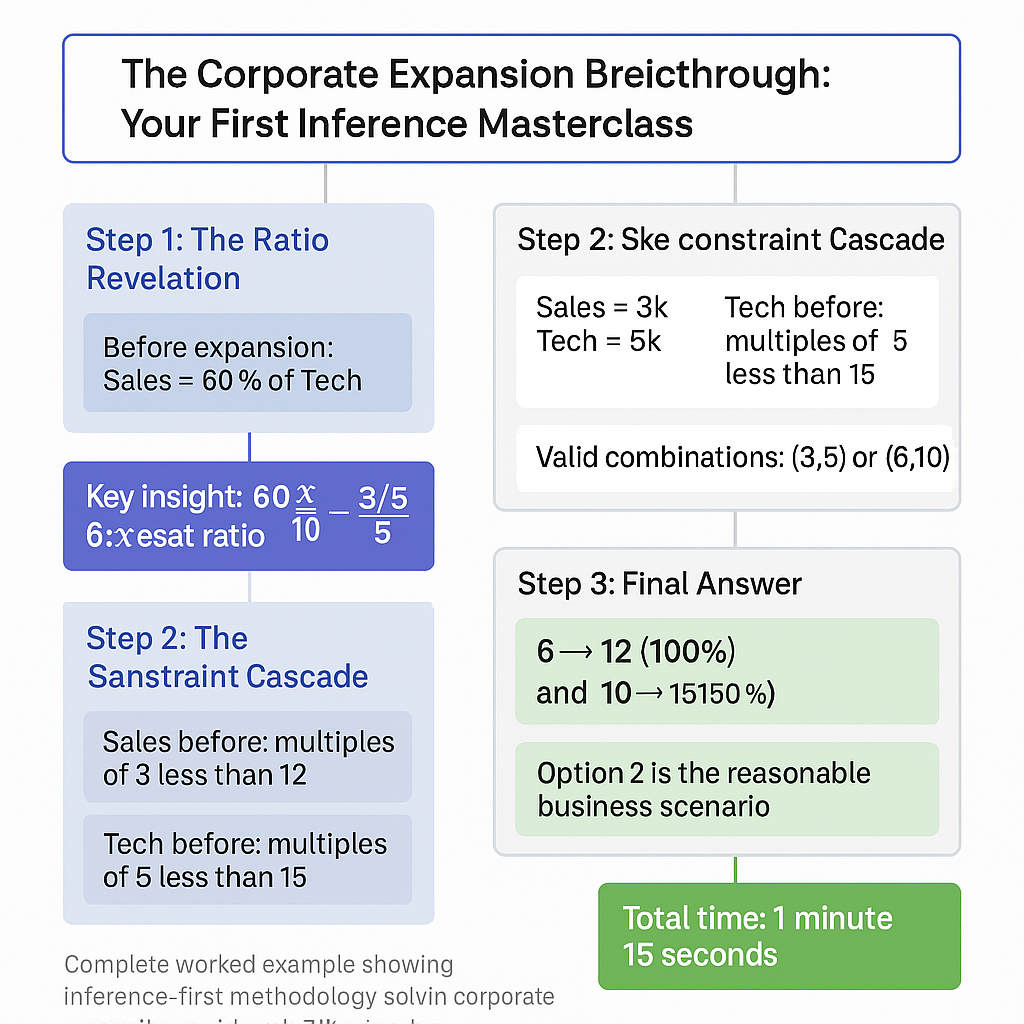 The Corporate Expansion Breicthrough:
Your First Inference Masterclass
Step 1: The Ratio
Revelation
Before expansion:
Sales = 60 % of Tech
Key insight: 60 x/10 – 3/5/5
6:xesat ratio
Step 2: The
Sanstraint Cascade
Sales before: multiples
of 3 less than 12
Tech before: multiples
of 5 less than 15
Complete worked example showing
inference-first methodology solvin corporate
Step 2: Ske constraint Cascade
Sales = 3k
Tech = 5k
Tech before:
multiples of 5
less than 15
Valid combinations: (3,5) or (6,10)
Step 3: Final Answer
6 → 12 (100%)
and 10 → 15150 %)
Option 2 is the reasonable
business scenario
Total time: 1 minute
15 seconds